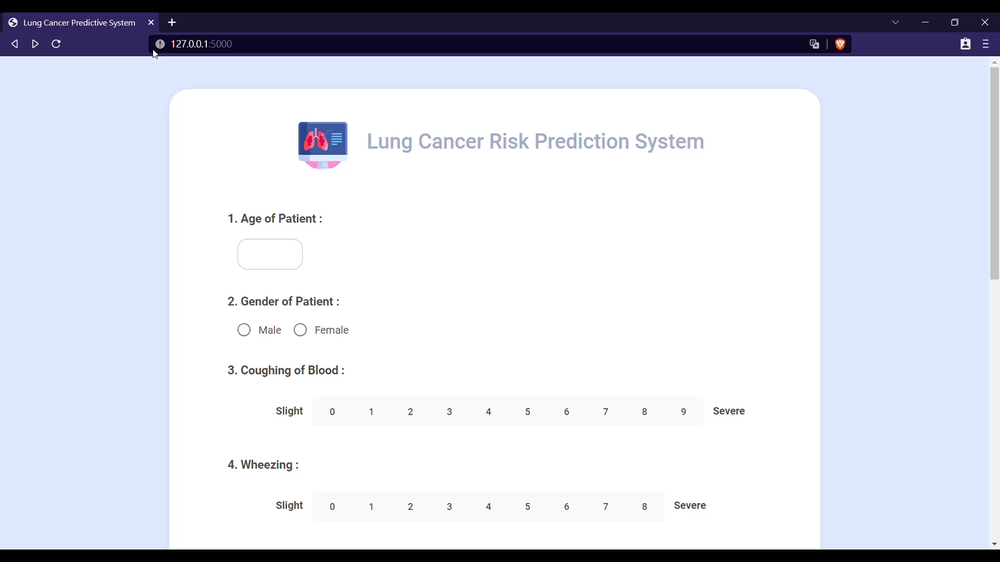 Lung Cancer Predictive System
127.0.0.1:5000
Lung Cancer Risk Prediction System
1. Age of Patient :
2. Gender of Patient :
Male Female
3. Coughing of Blood :
Slight 0 1 2 3 4 5 6 7 8 9 Severe
4. Wheezing :
Slight 0 1 2 3 4 5 6 7 8 Severe